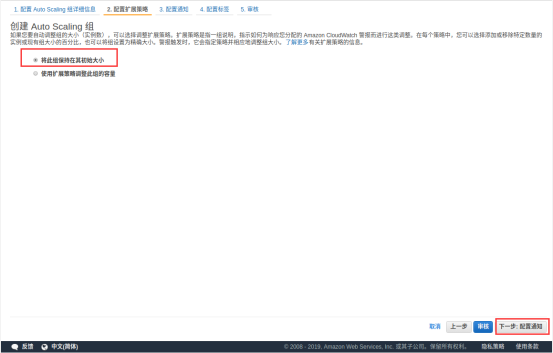 1. 配置 Auto Scaling 组详细信息 2. 配置扩展策略 3. 配置通知 4. 配置标签 5. 审核
创建 Auto Scaling 组
如果您要自动调整组的大小（实例数），可以选择调整扩展策略。扩展策略是指一组说明，指示如何为响应您分配的 Amazon CloudWatch 警报而进行这类调整。在每个策略中，您可以选择添加或移除特定数量的
实例或现有组大小的百分比，也可以将组设置为精确大小。警报触发时，它会指定策略并相应地调整组大小。了解更多 有关扩展策略的信息。
将此组保持在其初始大小
使用扩展策略调整此组的容量
取消 上一步 审核 下一步: 配置通知
反馈 中文(简体) © 2008 - 2019, Amazon Web Services, Inc. 或其子公司。保留所有权利。 隐私策略 使用条款